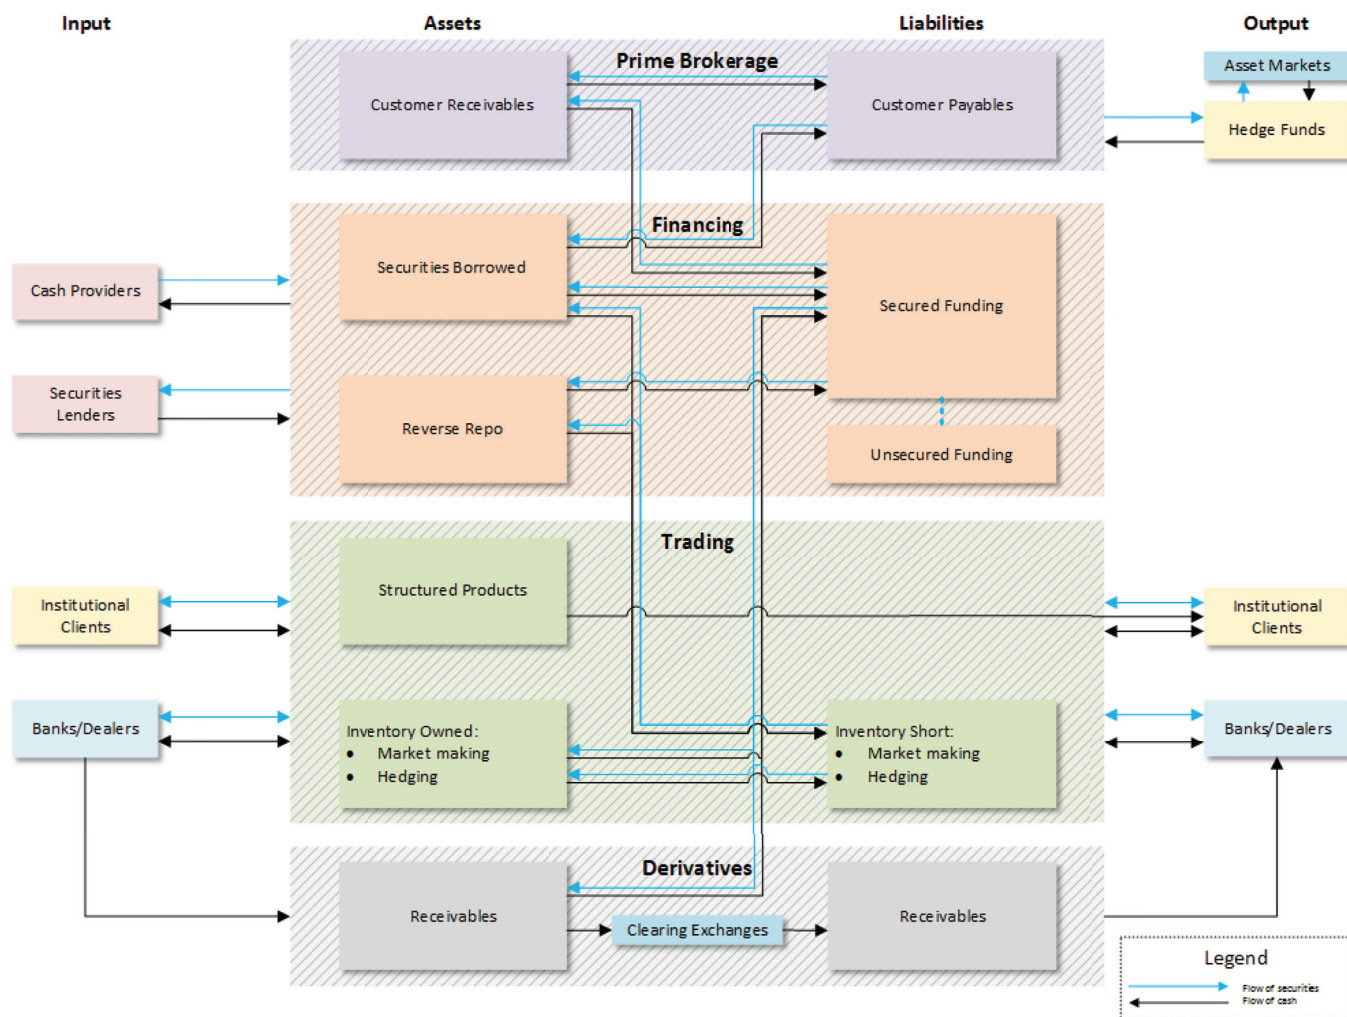 Input
Assets
Liabilities
Output
Prime Brokerage
Customer Receivables
Customer Payables
Asset Markets
Hedge Funds
Financing
Securities Borrowed
Secured Funding
Cash Providers
Securities
Lenders
Reverse Repo
Unsecured Funding
Trading
Structured Products
Institutional
Clients
Institutional
Clients
Banks/Dealers
Inventory Owned:
• Market making
• Hedging
Inventory Short:
• Market making
• Hedging
Banks/Dealers
Derivatives
Receivables
Clearing Exchanges
Receivables
Legend
Flow of securities
Flow of cash